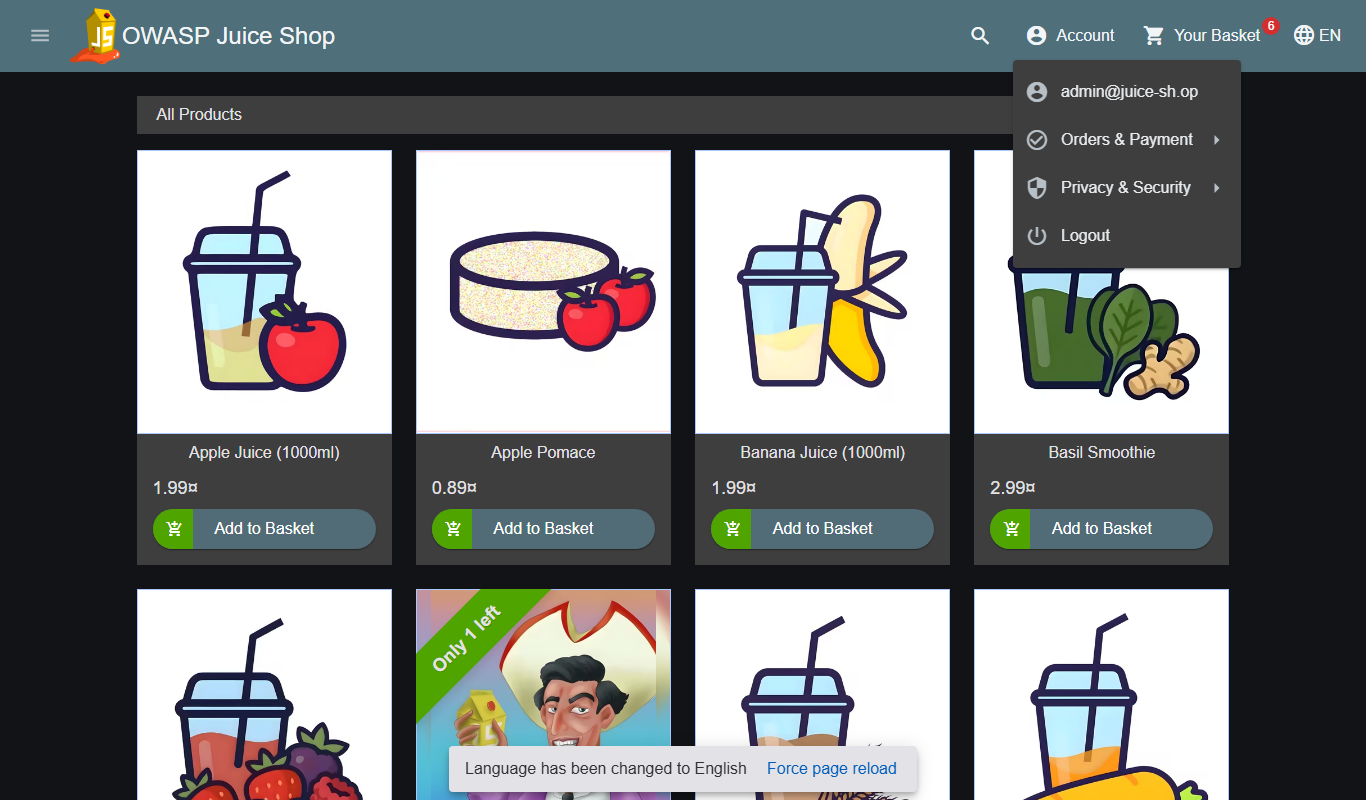 OWASP Juice Shop
Account
Your Basket
6
EN
admin@juice-sh.op
Orders & Payment
Privacy & Security
Logout
All Products
Apple Juice (1000ml)
1.99¤
Add to Basket
Apple Pomace
0.89¤
Add to Basket
Banana Juice (1000ml)
1.99¤
Add to Basket
Basil Smoothie
2.99¤
Add to Basket
Only 1 left
Language has been changed to English
Force page reload
JS